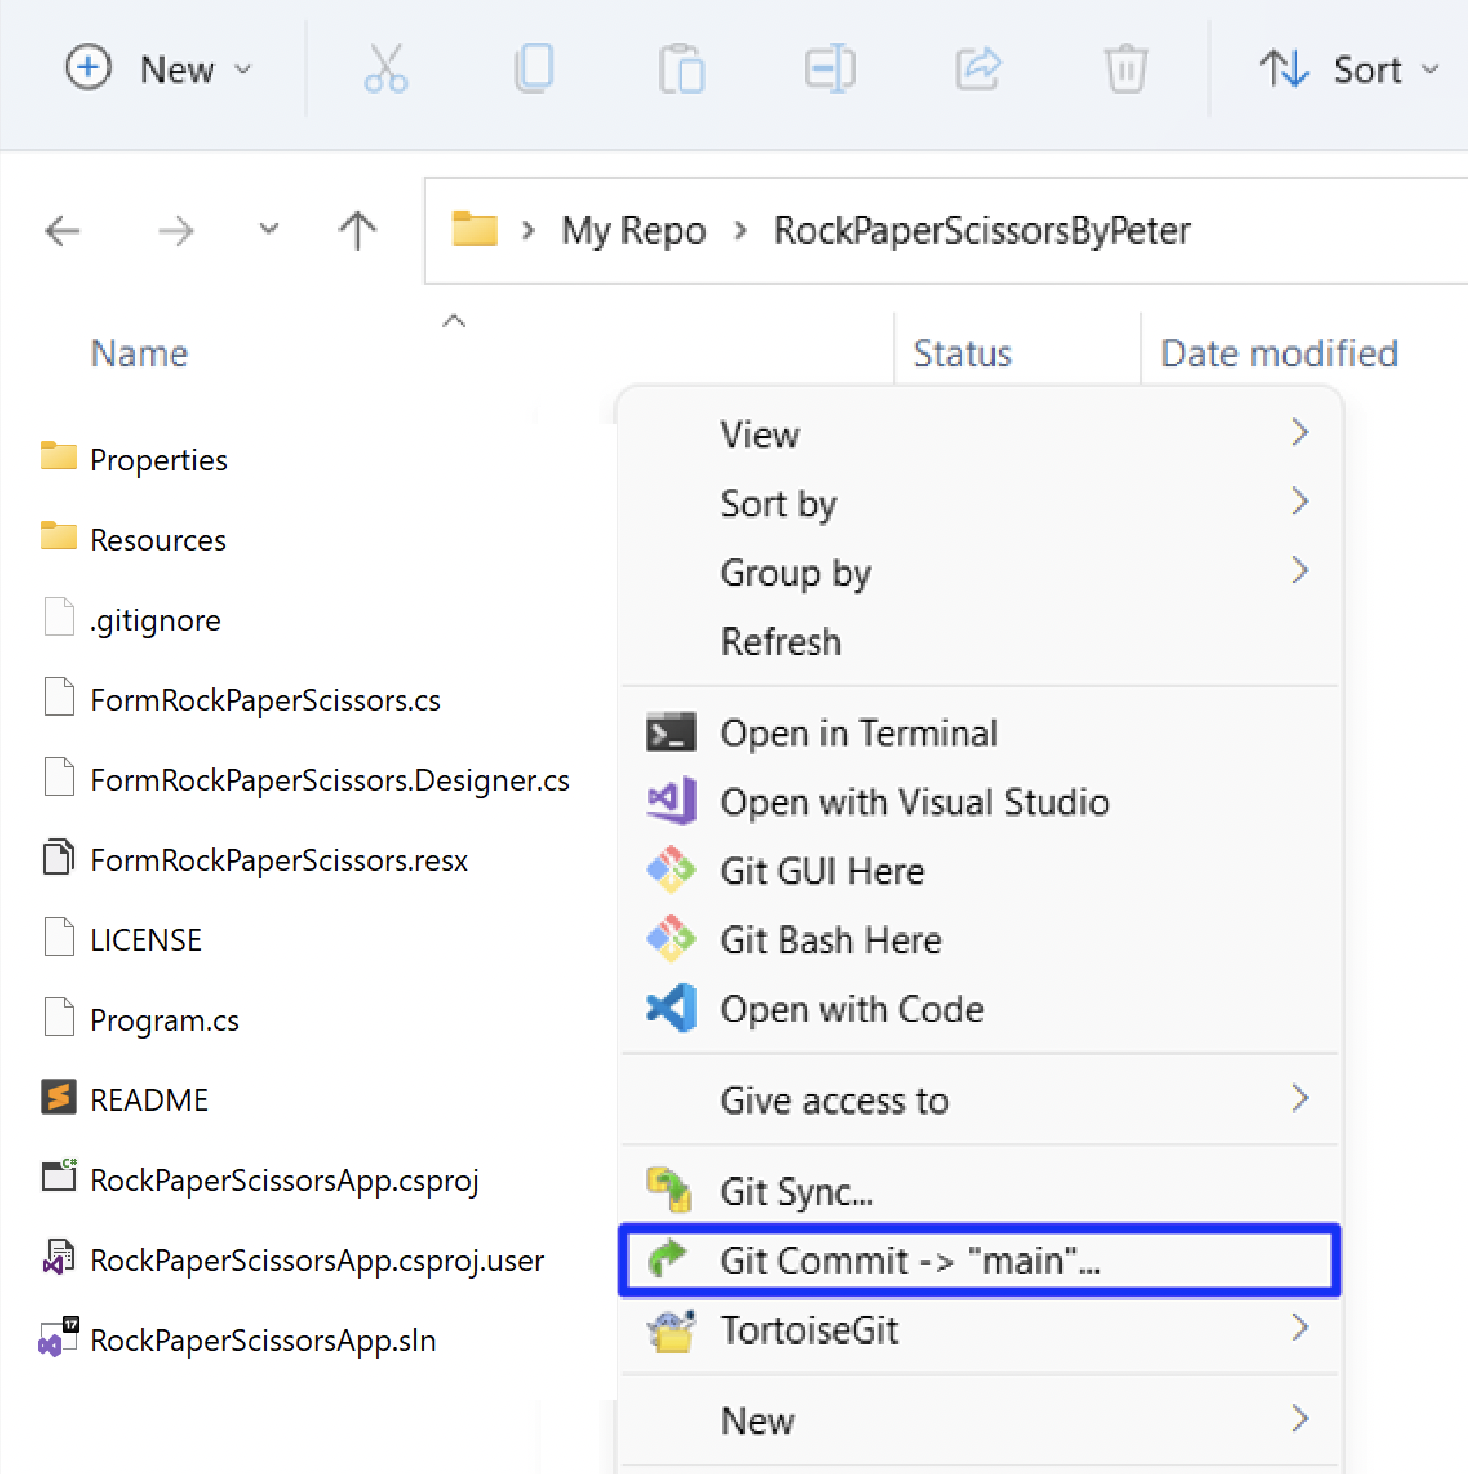 New
Sort
My Repo > RockPaperScissorsByPeter
Name
Status
Date modified
Properties
Resources
.gitignore
FormRockPaperScissors.cs
FormRockPaperScissors.Designer.cs
FormRockPaperScissors.resx
LICENSE
Program.cs
README
RockPaperScissorsApp.csproj
RockPaperScissorsApp.csproj.user
RockPaperScissorsApp.sln
View
Sort by
Group by
Refresh
Open in Terminal
Open with Visual Studio
Git GUI Here
Git Bash Here
Open with Code
Give access to
Git Sync...
Git Commit -> "main"...
TortoiseGit
New